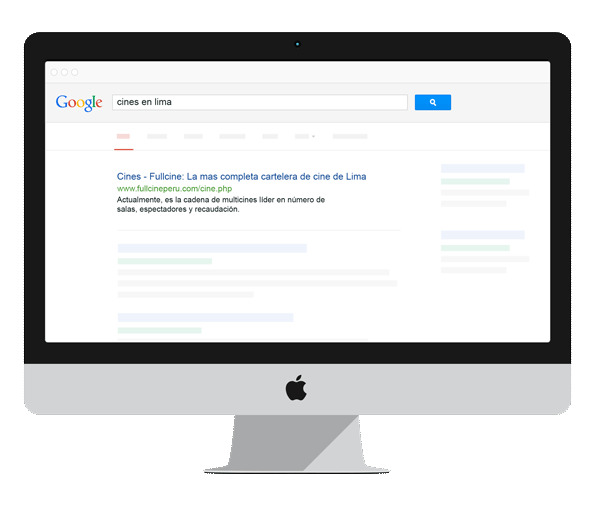 Google
cines en lima
Cines - Fullcine: La mas completa cartelera de cine de Lima
www.fullcineperu.com/cine.php
Actualmente, es la cadena de multicines líder en número de
salas, espectadores y recaudación.